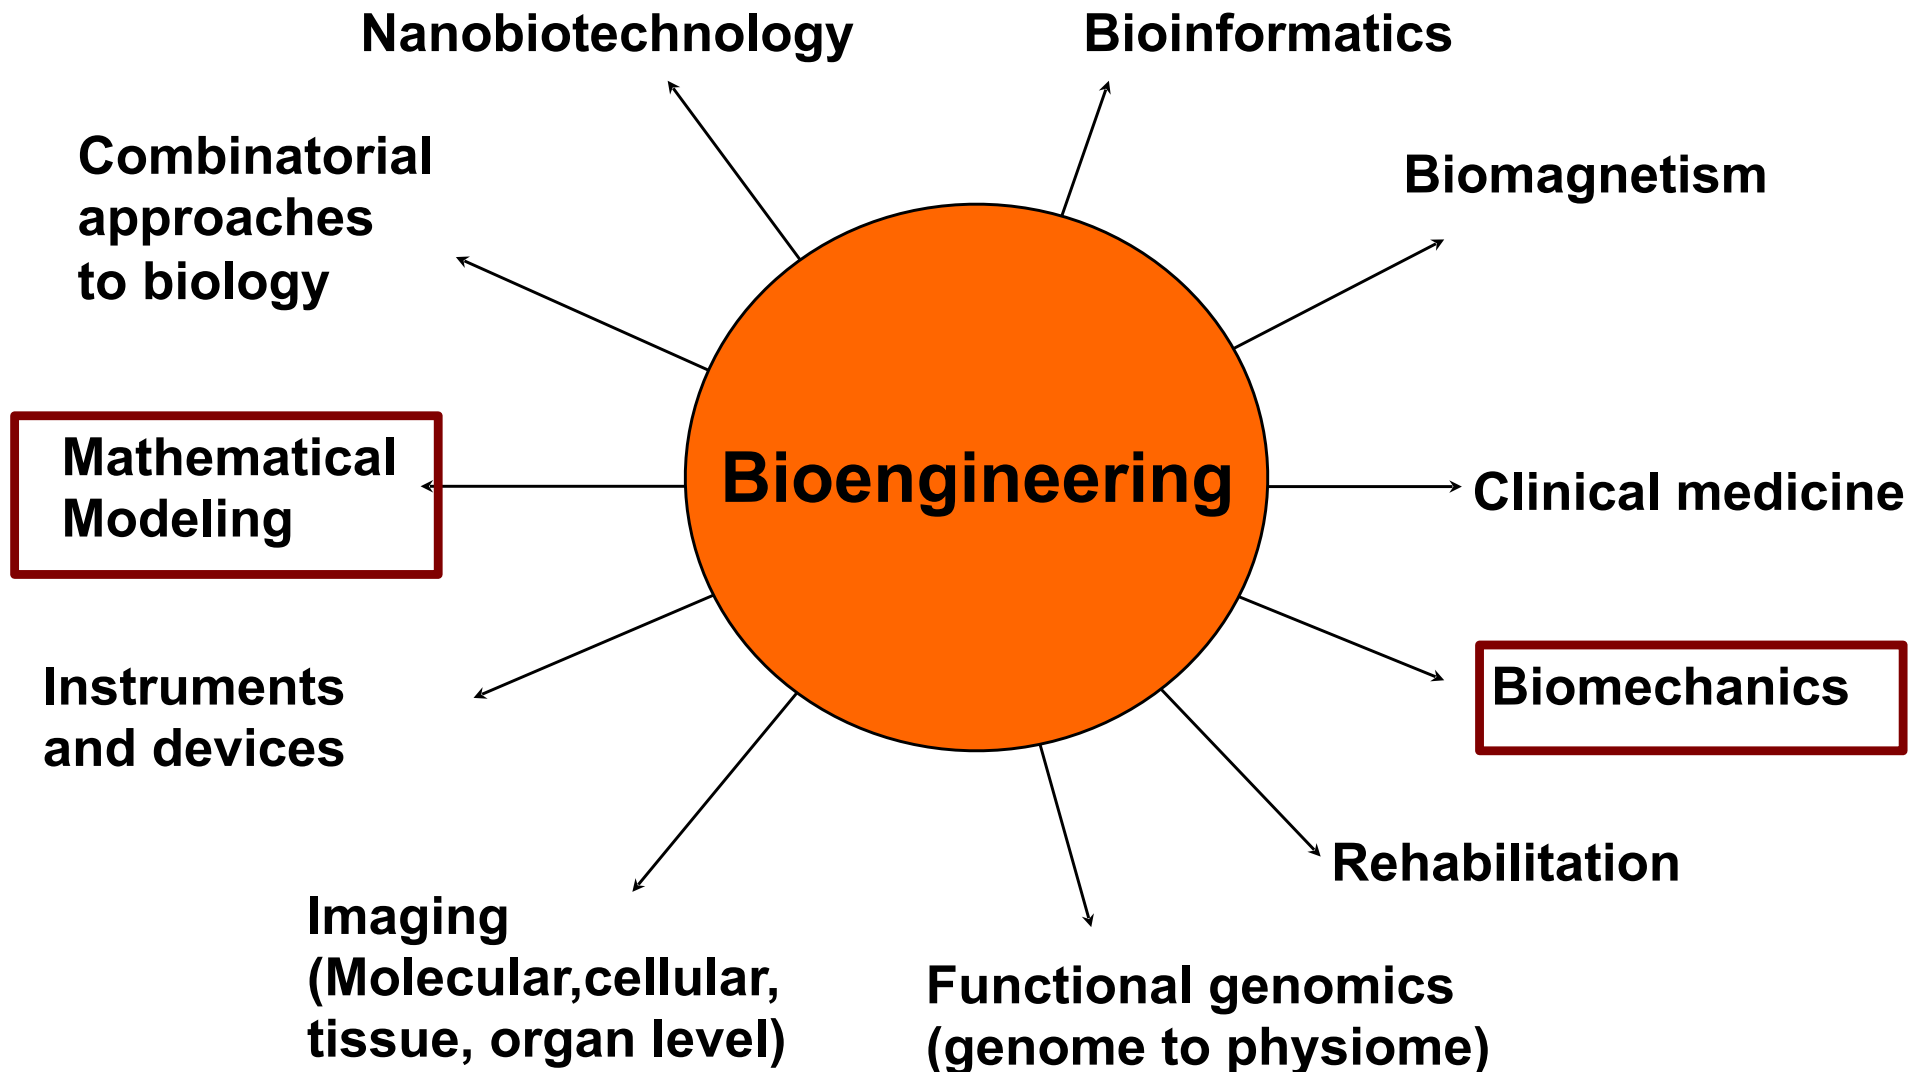 Nanobiotechnology
Bioinformatics
Combinatorial
approaches
to biology
Biomagnetism
Mathematical
Modeling
Bioengineering
Clinical medicine
Instruments
and devices
Biomechanics
Rehabilitation
Imaging
(Molecular,cellular,
tissue, organ level)
Functional genomics
(genome to physiome)